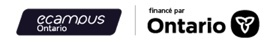 ecampus
Ontario
financé par
Ontario